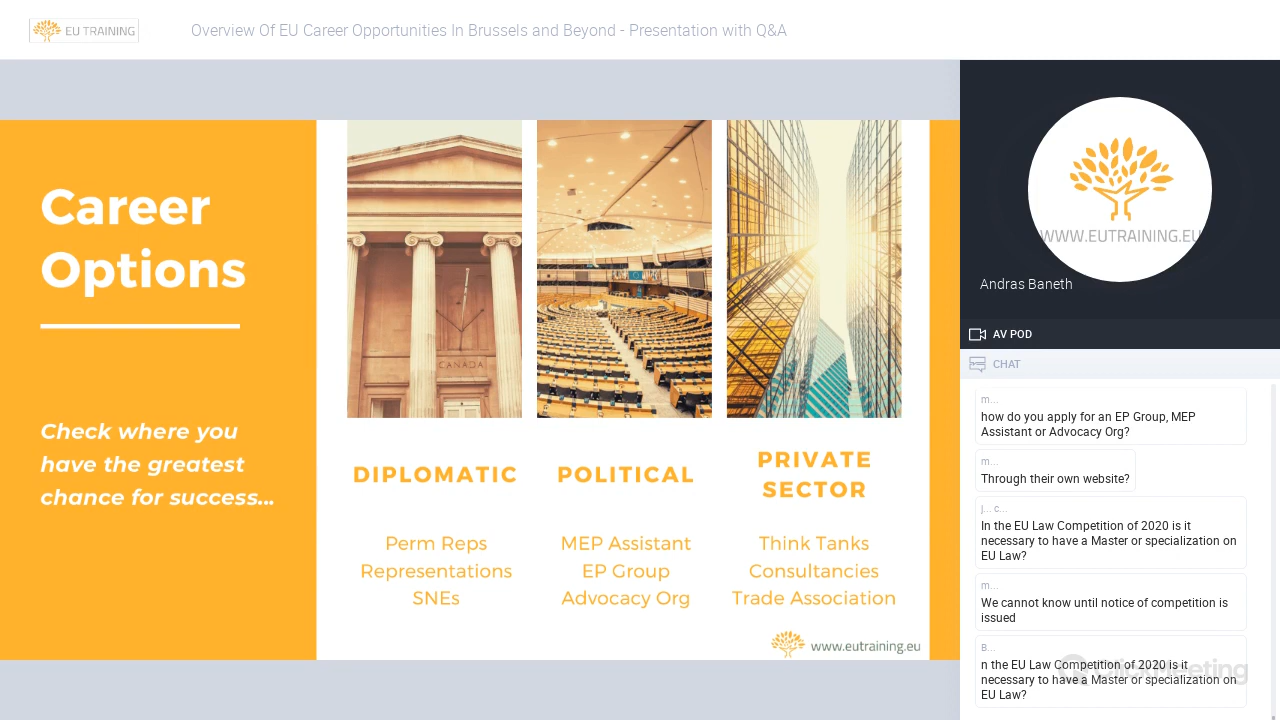 EU TRAINING
Overview Of EU Career Opportunities In Brussels and Beyond - Presentation with Q&A
Career
Options
Check where you
have the greatest
chance for success...
CANADA
DIPLOMATIC
Perm Reps
Representations
SNEs
POLITICAL
MEP Assistant
EP Group
Advocacy Org
PRIVATE
SECTOR
Think Tanks
Consultancies
Trade Association
www.eutraining.eu
WWW.EUTRAINING.EU
Andras Baneth
AV POD
CHAT
m...
how do you apply for an EP Group, MEP
Assistant or Advocacy Org?
m...
Through their own website?
j... c...
In the EU Law Competition of 2020 is it
necessary to have a Master or specialization on
EU Law?
m...
We cannot know until notice of competition is
issued
B...
n the EU Law Competition of 2020 is it
necessary to have a Master or specialization on
EU Law?
ClickMeeting